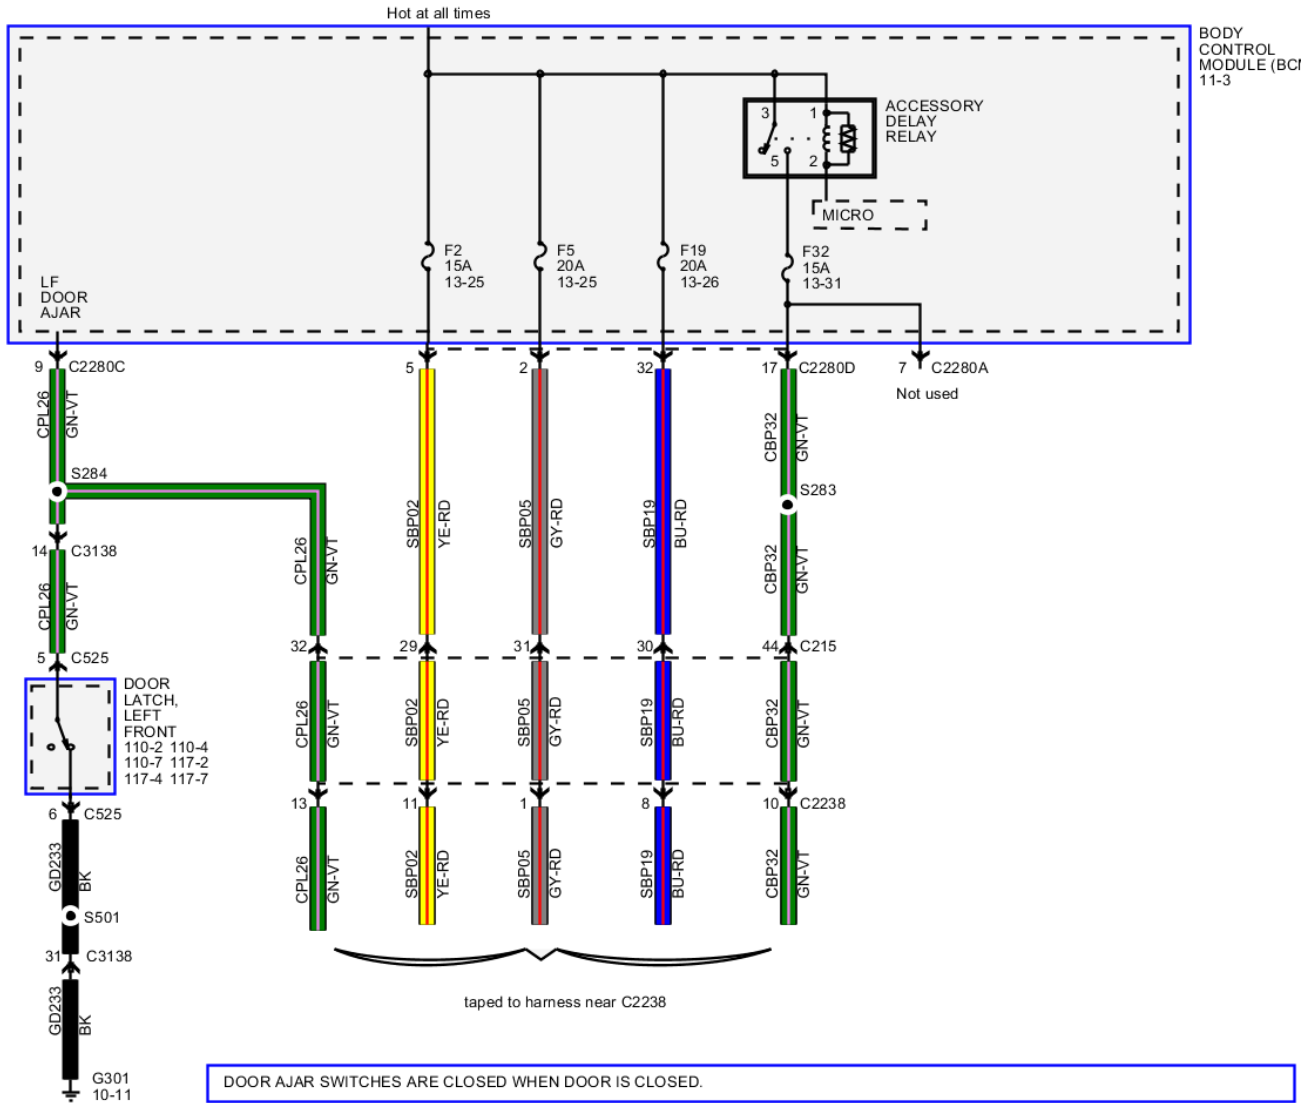 Hot at all times
BODY
CONTROL
MODULE (BCM
11-3
ACCESSORY
DELAY
RELAY
3
1
5
2
MICRO
F2
15A
13-25
F5
20A
13-25
F19
20A
13-26
F32
15A
13-31
LF
DOOR
AJAR
9 C2280C
5
2
32
17 C2280D
7 C2280A
Not used
CPL26
GN-VT
CBP32
GN-VT
S284
S283
SBP02
YE-RD
SBP05
GY-RD
SBP19
BU-RD
14 C3138
CPL26
GN-VT
CBP32
GN-VT
CPL26
GN-VT
32
29
31
30
44 C215
5 C525
DOOR
LATCH,
LEFT
FRONT
110-2 110-4
110-7 117-2
117-4 117-7
CPL26
GN-VT
SBP02
YE-RD
SBP05
GY-RD
SBP19
BU-RD
CBP32
GN-VT
13
11
1
8
10 C2238
6 C525
GD233
BK
CPL26
GN-VT
SBP02
YE-RD
SBP05
GY-RD
SBP19
BU-RD
CBP32
GN-VT
S501
31 C3138
GD233
BK
taped to harness near C2238
G301
10-11
DOOR AJAR SWITCHES ARE CLOSED WHEN DOOR IS CLOSED.